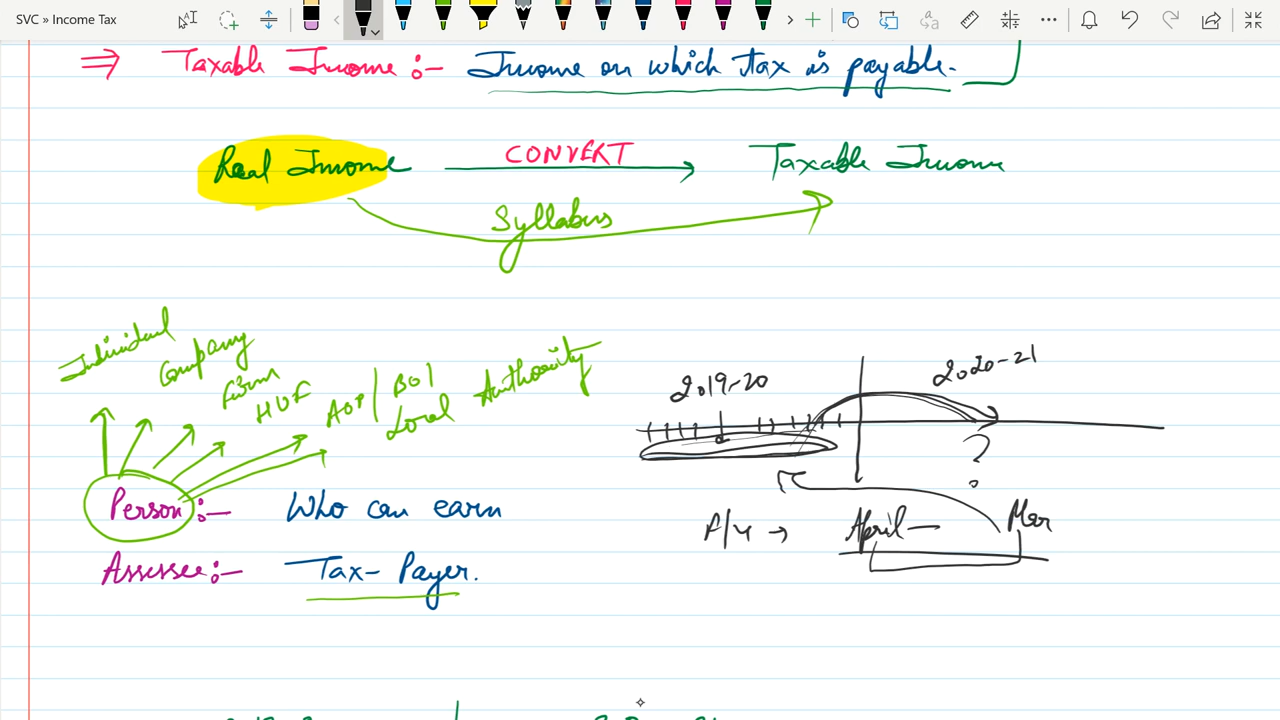 SVC » Income Tax
⇒ Taxable Income :- Income on which tax is payable.
Real Income CONVERT Taxable Income
Syllabus
Individual
Company
Firm
HUF
AOP/BOI
Local Authority
2019-20
2020-21
?
Person :- Who can earn
F/Y → April - Mar
Assessee :- Tax-Payer.